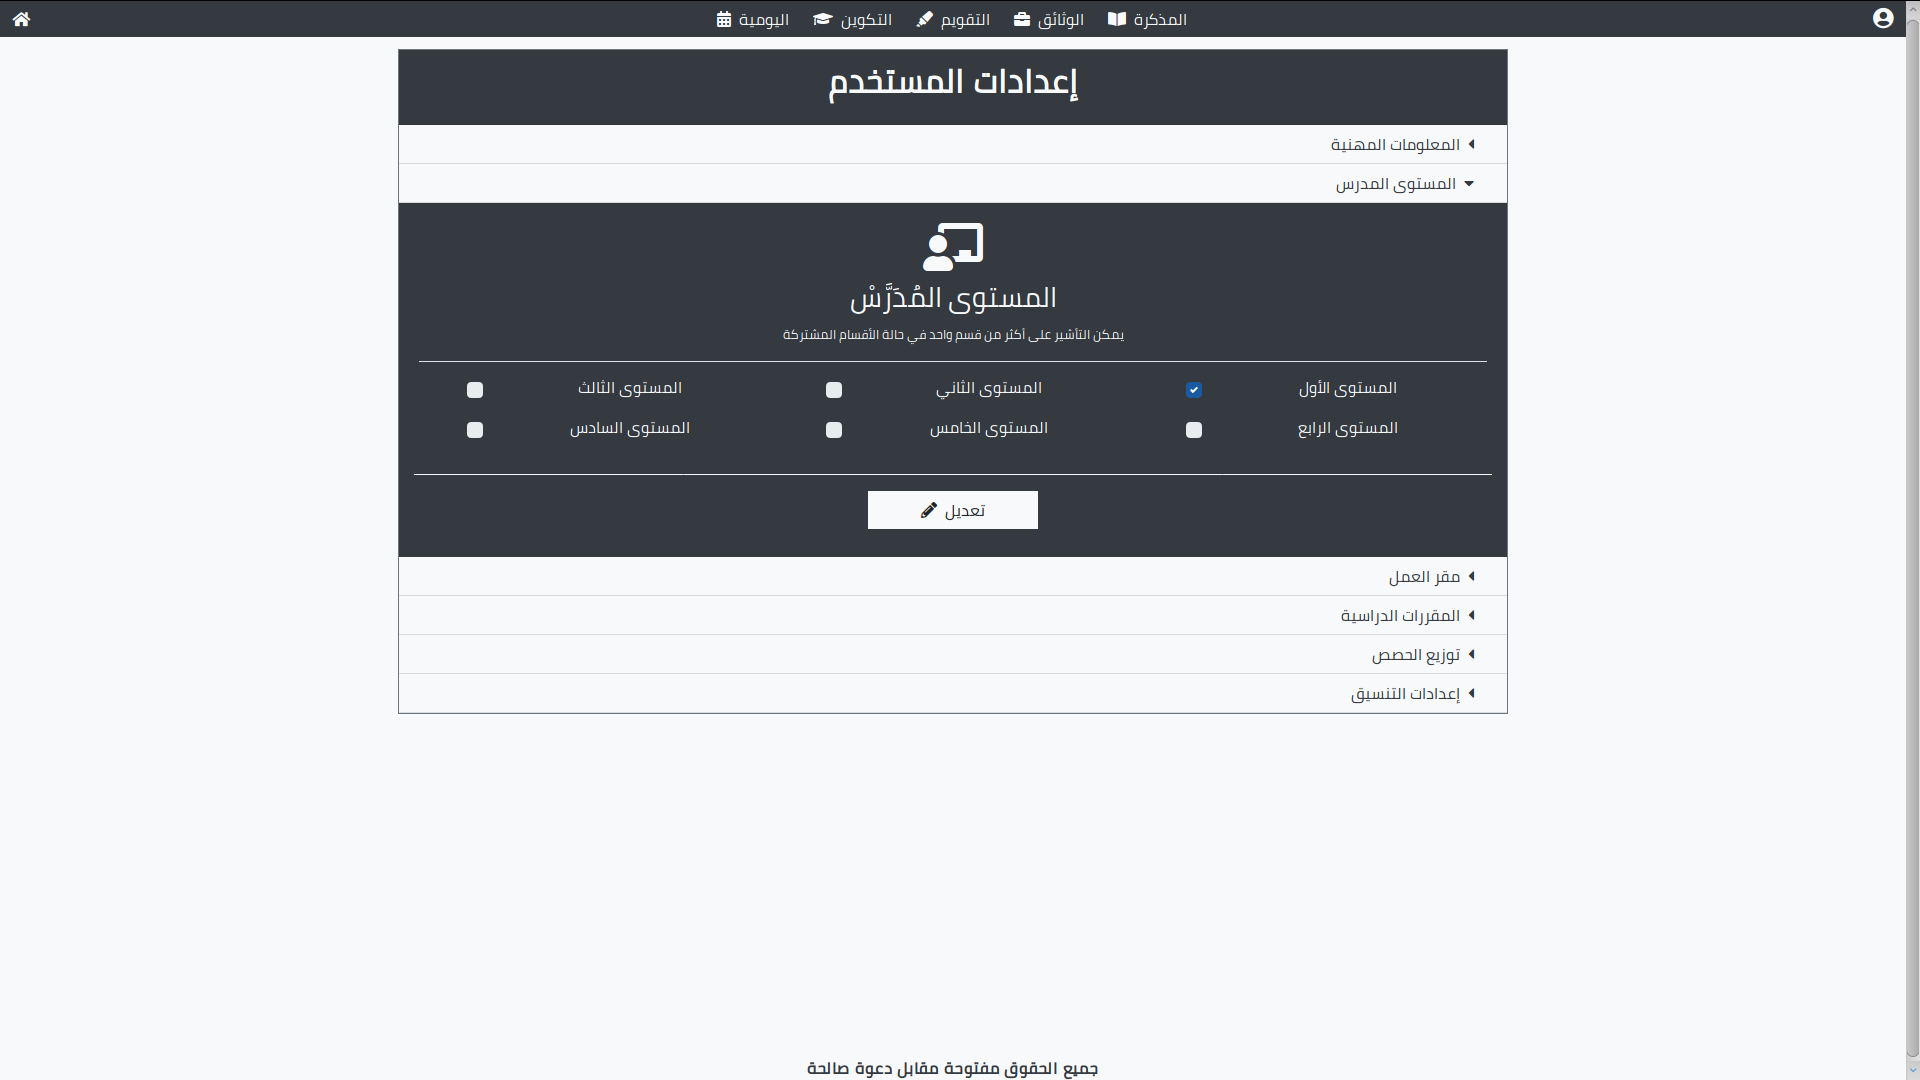 المذكرة الوثائق التقويم التكوين اليومية
إعدادات المستخدم
المعلومات المهنية
المستوى المدرس
المستوى المُدَرَّسْ
يمكن التأشير على أكثر من قسم واحد في حالة الأقسام المشتركة
المستوى الأول المستوى الثاني المستوى الثالث
المستوى الرابع المستوى الخامس المستوى السادس
تعديل
مقر العمل
المقررات الدراسية
توزيع الحصص
إعدادات التنسيق
جميع الحقوق مفتوحة مقابل دعوة صالحة